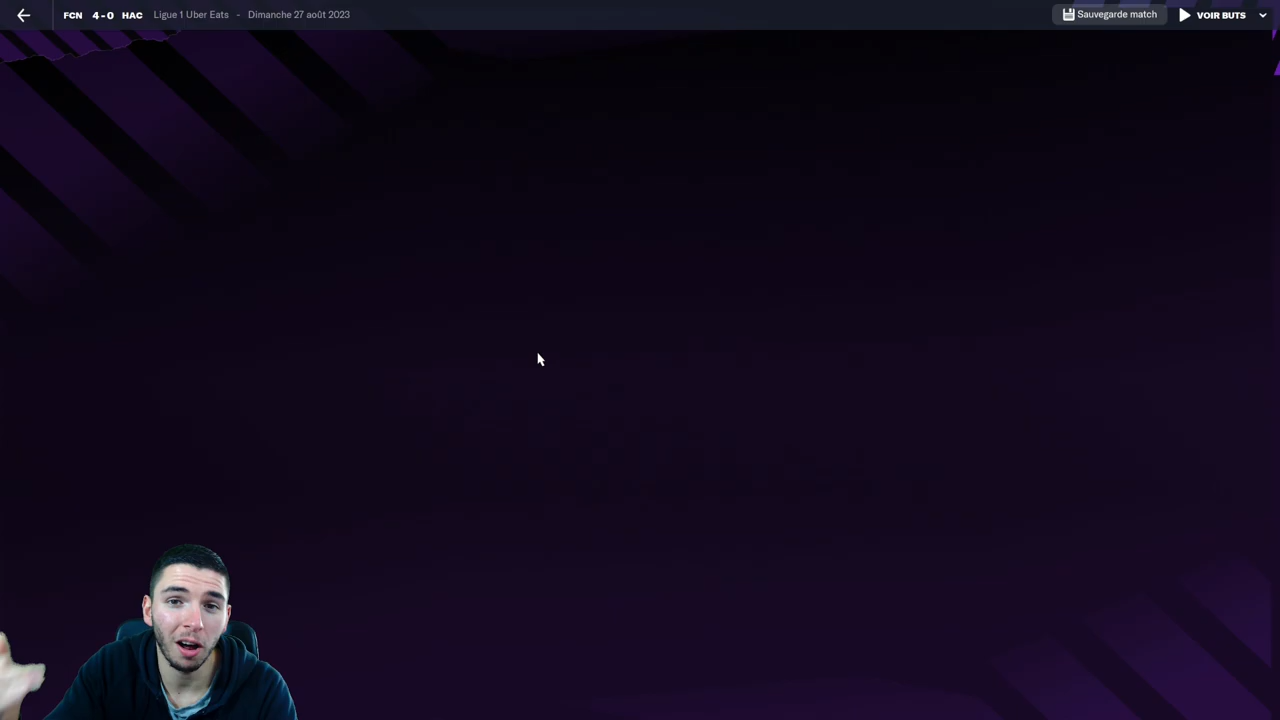 FCN 4 - 0 HAC Ligue 1 Uber Eats - Dimanche 27 août 2023 Sauvegarde match VOIR BUTS